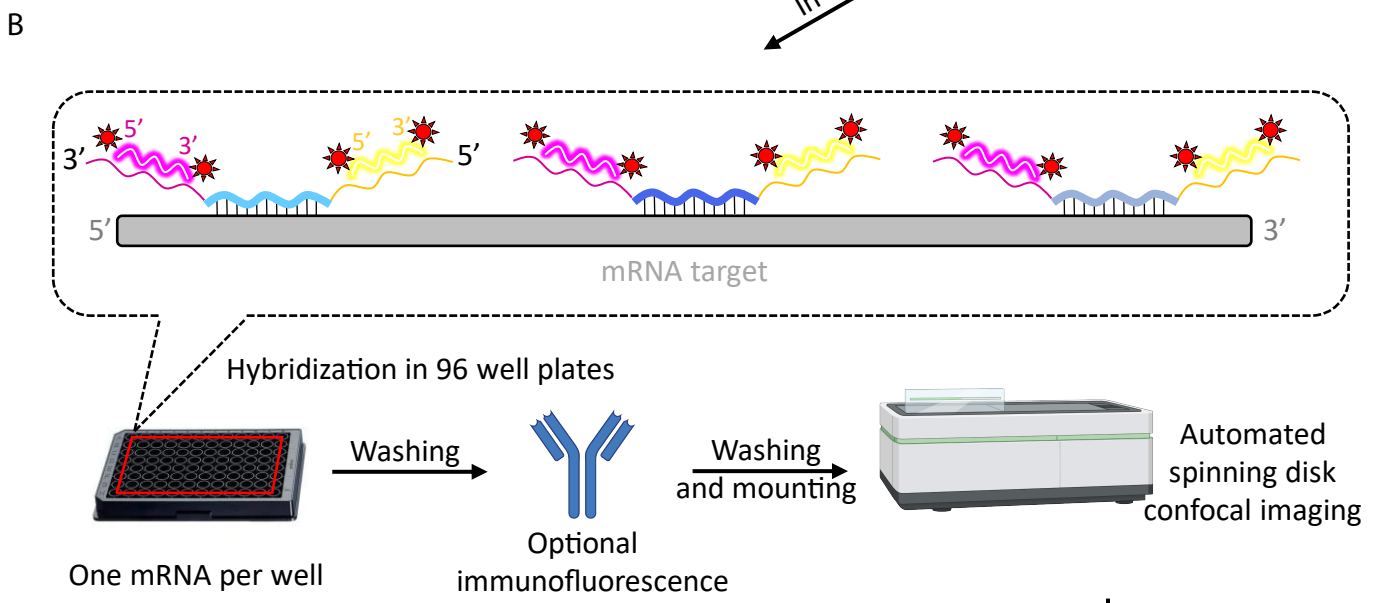 B
In
5’ 3’ 5’ 3’
3’ 5’
5’ 3’
mRNA target
Hybridization in 96 well plates
Washing
Washing
and mounting
Automated
spinning disk
confocal imaging
Optional
immunofluorescence
One mRNA per well